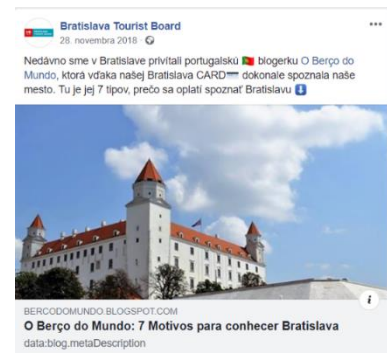 Bratislava Tourist Board
28. novembra 2018
Nedávno sme v Bratislave privítali portugalskú 🇵🇹 blogerku O Berço do
Mundo, ktorá vďaka našej Bratislava CARD💳 dokonale spoznala naše
mesto. Tu je jej 7 tipov, prečo sa oplatí spoznať Bratislavu ⬇️
BERCODOMUNDO.BLOGSPOT.COM
O Berço do Mundo: 7 Motivos para conhecer Bratislava
data:blog.metaDescription